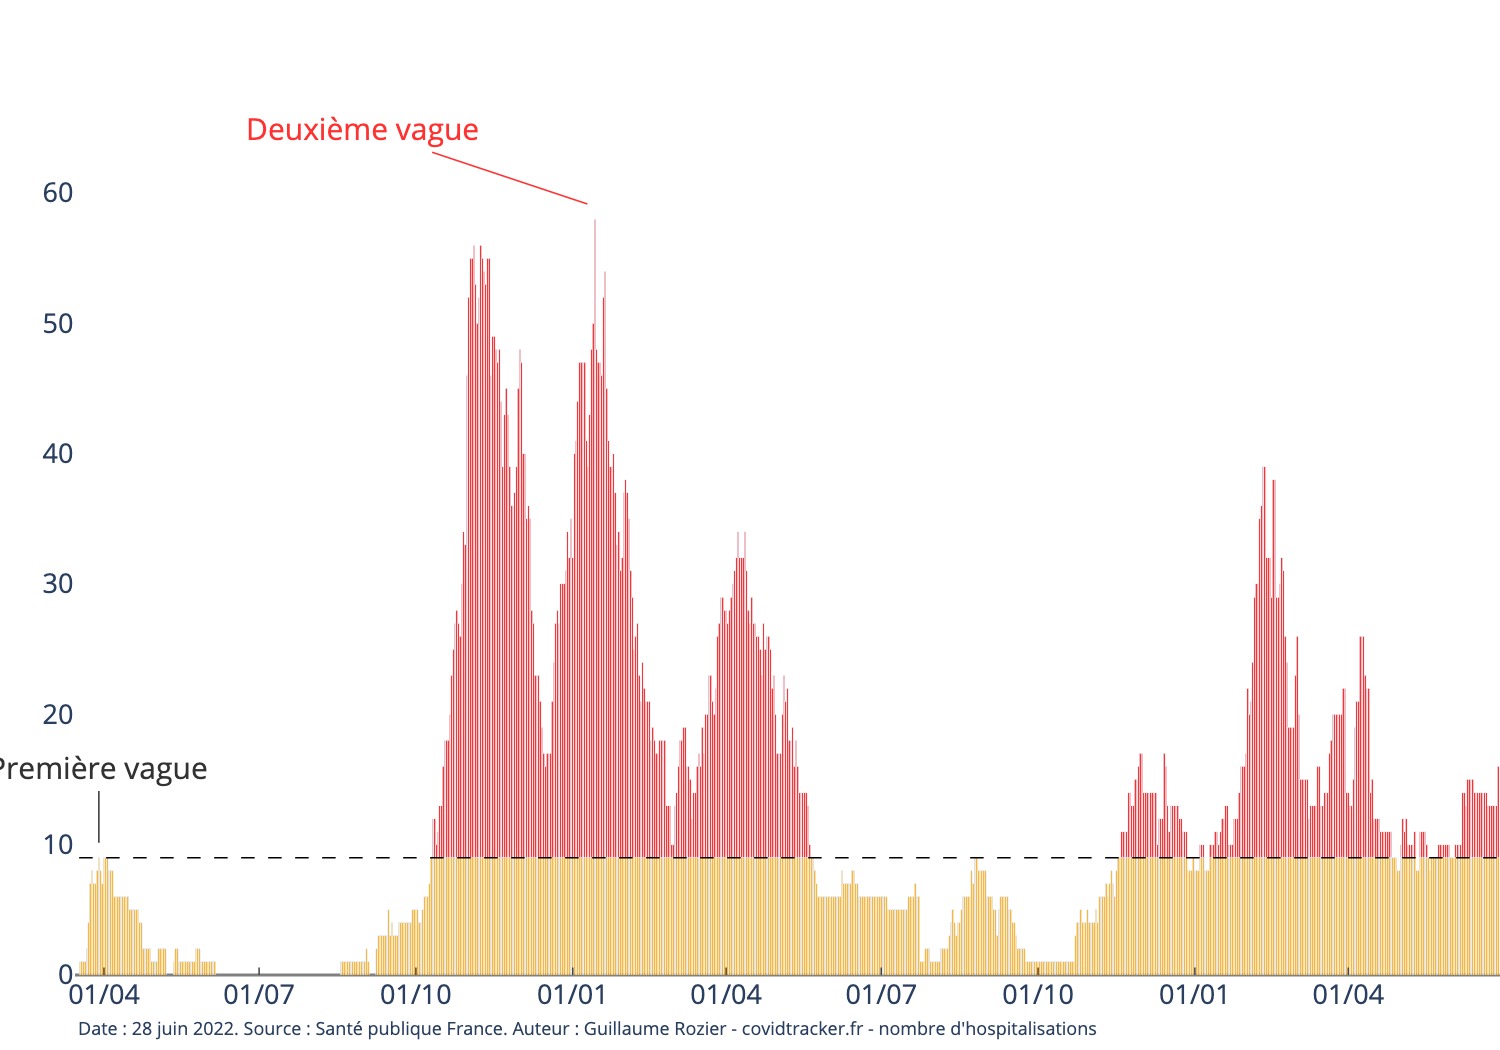 Deuxième vague
60
50
40
30
20
Première vague
10
0
01/04 01/07 01/10 01/01 01/04 01/07 01/10 01/01 01/04
Date : 28 juin 2022. Source : Santé publique France. Auteur : Guillaume Rozier - covidtracker.fr - nombre d'hospitalisations